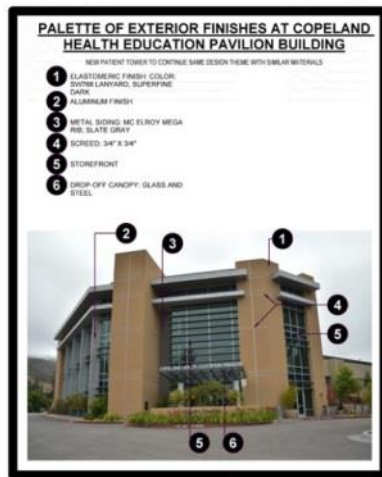 PALETTE OF EXTERIOR FINISHES AT COPELAND
HEALTH EDUCATION PAVILION BUILDING
NEW PATIENT TOWER TO CONTINUE SAME DESIGN THEME WITH SIMILAR MATERIALS
1 ELASTOMERIC FINISH: COLOR:
SW7681 LANYARD, SUPERFINE
DARK
2 ALUMINUM FINISH
3 METAL SIDING: MC ELROY MEGA
RIB, SLATE GRAY
4 SCREED: 3/4" X 3/4"
5 STOREFRONT
6 DROP-OFF CANOPY: GLASS AND
STEEL
2
3
1
4
5
5
6